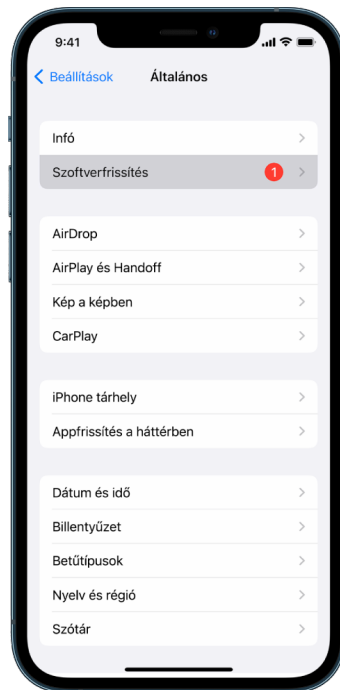 9:41
Beállítások Általános
Infó
Szoftverfrissítés 1
AirDrop
AirPlay és Handoff
Kép a képben
CarPlay
iPhone tárhely
Appfrissítés a háttérben
Dátum és idő
Billentyűzet
Betűtípusok
Nyelv és régió
Szótár